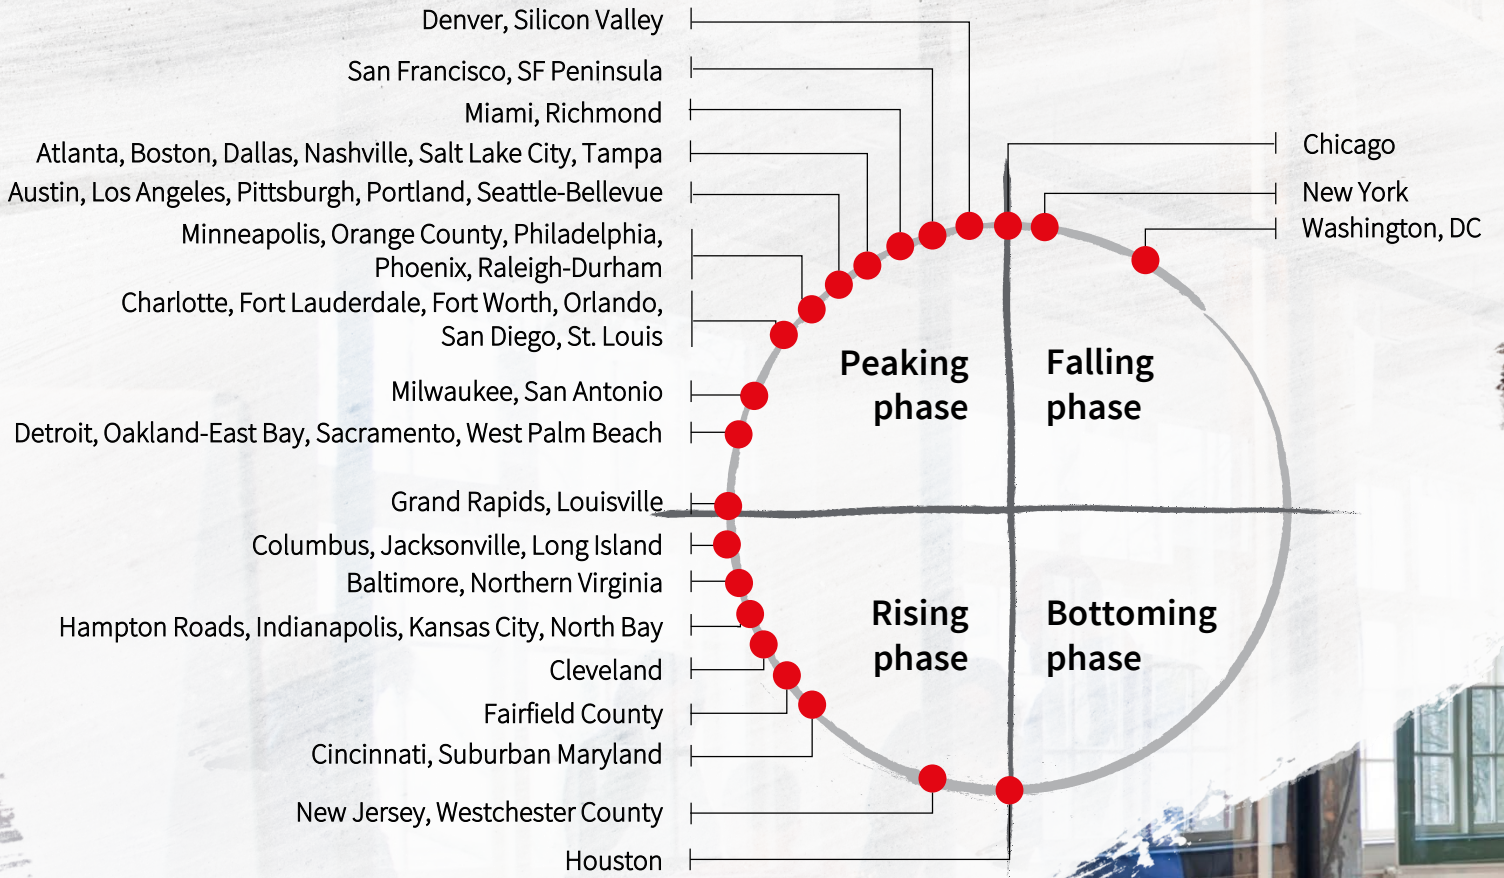 Denver, Silicon Valley
San Francisco, SF Peninsula
Miami, Richmond
Atlanta, Boston, Dallas, Nashville, Salt Lake City, Tampa
Austin, Los Angeles, Pittsburgh, Portland, Seattle-Bellevue
Minneapolis, Orange County, Philadelphia,
Phoenix, Raleigh-Durham
Charlotte, Fort Lauderdale, Fort Worth, Orlando,
San Diego, St. Louis
Milwaukee, San Antonio
Detroit, Oakland-East Bay, Sacramento, West Palm Beach
Grand Rapids, Louisville
Columbus, Jacksonville, Long Island
Baltimore, Northern Virginia
Hampton Roads, Indianapolis, Kansas City, North Bay
Cleveland
Fairfield County
Cincinnati, Suburban Maryland
New Jersey, Westchester County
Houston
Chicago
New York
Washington, DC
Peaking
phase
Falling
phase
Rising
phase
Bottoming
phase